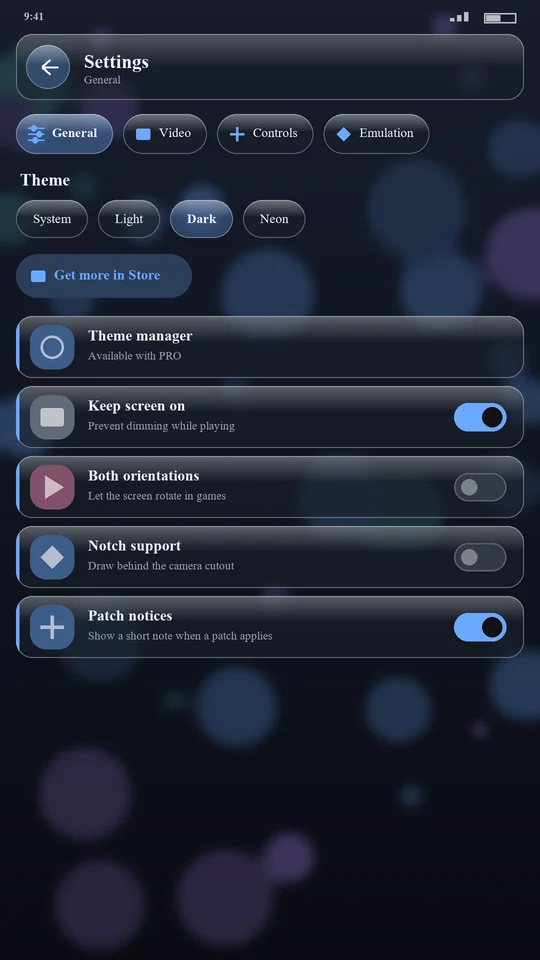 9:41
Settings
General
General
Video
Controls
Emulation
Theme
System
Light
Dark
Neon
Get more in Store
Theme manager
Available with PRO
Keep screen on
Prevent dimming while playing
Both orientations
Let the screen rotate in games
Notch support
Draw behind the camera cutout
Patch notices
Show a short note when a patch applies